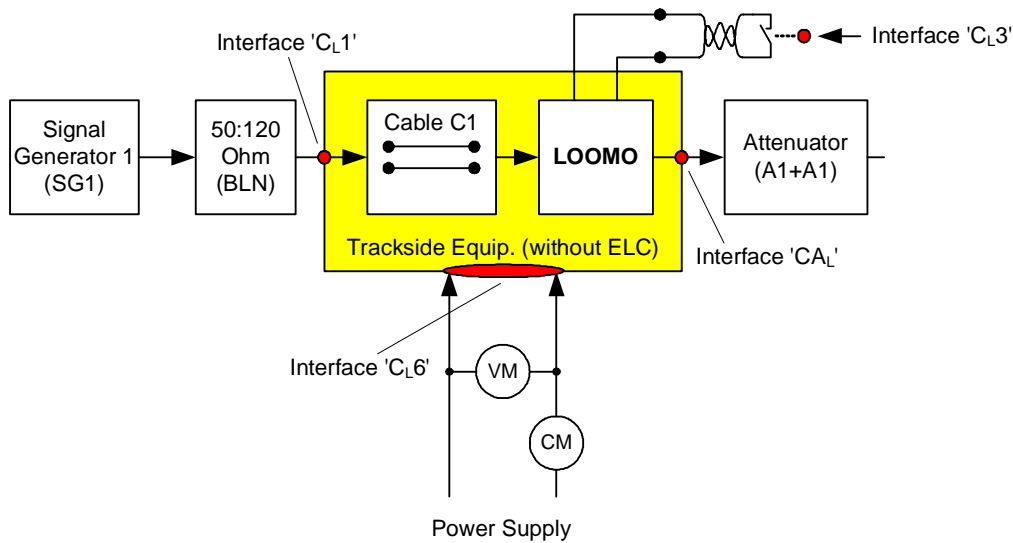 Interface 'CL1'
Interface 'CL3'
Signal
Generator 1
(SG1)
50:120
Ohm
(BLN)
Cable C1
LOOMO
Attenuator
(A1+A1)
Trackside Equip. (without ELC)
Interface 'CAL'
Interface 'CL6'
VM
CM
Power Supply